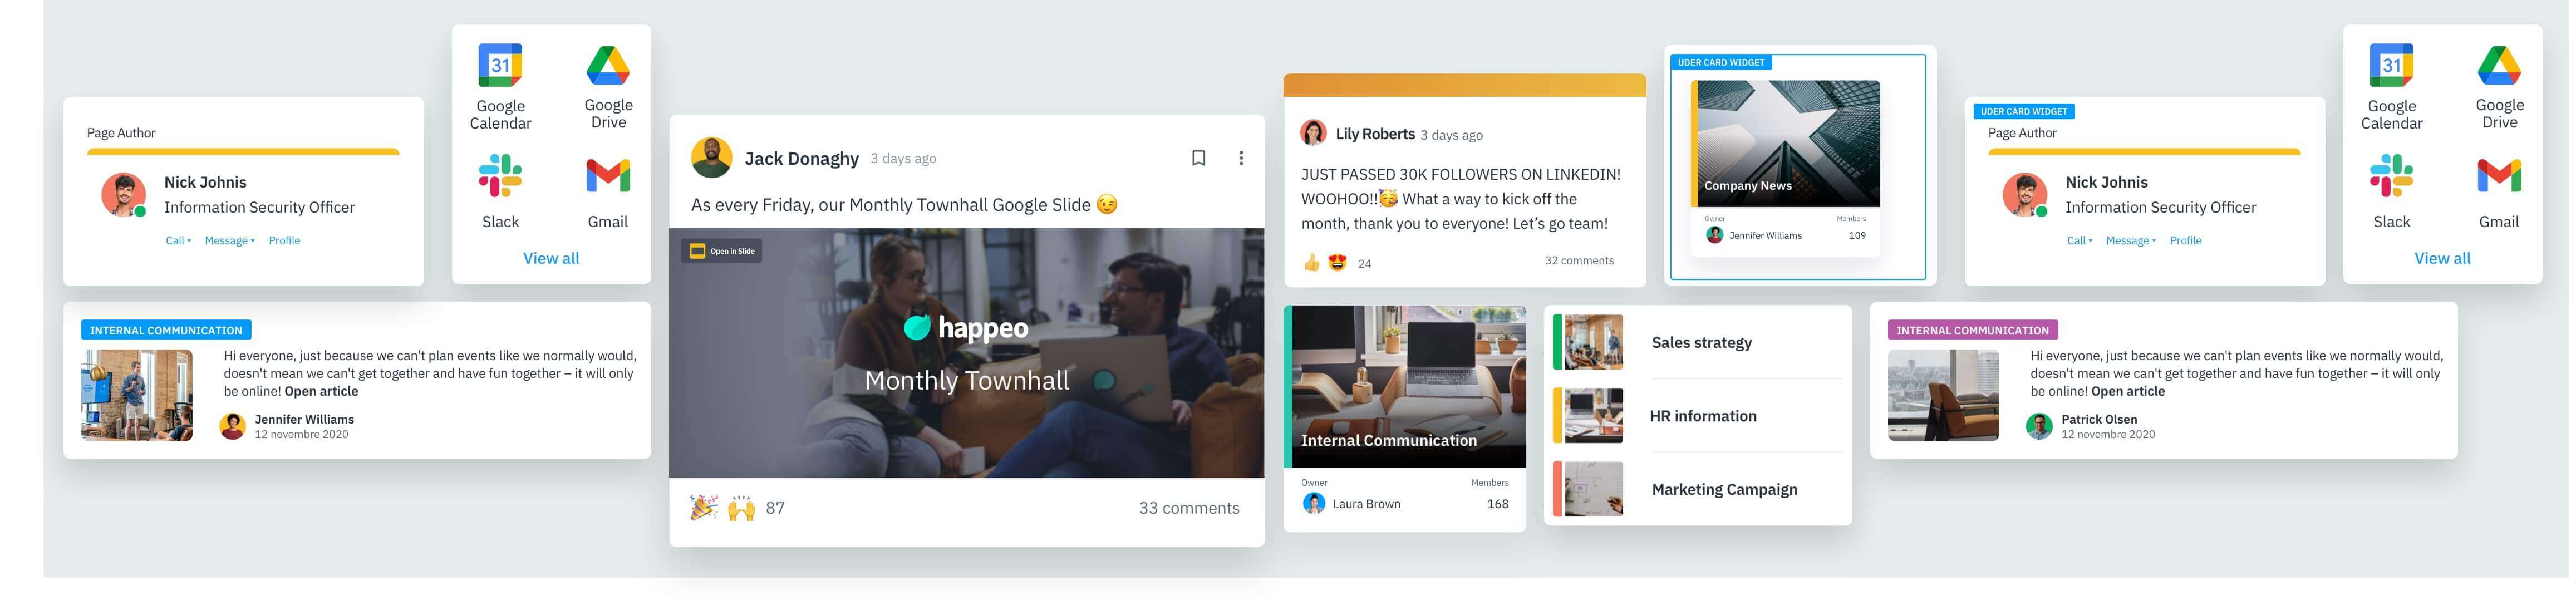 Page Author
Nick Johnis
Information Security Officer
Call
Message
Profile
31
Google
Calendar
Google
Drive
Slack
Gmail
View all
INTERNAL COMMUNICATION
Hi everyone, just because we can't plan events like we normally would,
doesn't mean we can't get together and have fun together – it will only
be online! Open article
Jennifer Williams
12 novembre 2020
Jack Donaghy 3 days ago
As every Friday, our Monthly Townhall Google Slide 😉
Open in Slide
happeo
Monthly Townhall
87
33 comments
Lily Roberts 3 days ago
JUST PASSED 30K FOLLOWERS ON LINKEDIN!
WOOHOO!!🥳 What a way to kick off the
month, thank you to everyone! Let's go team!
24
32 comments
UDER CARD WIDGET
Company News
Owner
Members
Jennifer Williams
109
Internal Communication
Owner
Members
Laura Brown
168
Sales strategy
HR information
Marketing Campaign
UDER CARD WIDGET
Page Author
Nick Johnis
Information Security Officer
Call
Message
Profile
31
Google
Calendar
Google
Drive
Slack
Gmail
View all
INTERNAL COMMUNICATION
Hi everyone, just because we can't plan events like we normally would,
doesn't mean we can't get together and have fun together – it will only
be online! Open article
Patrick Olsen
12 novembre 2020